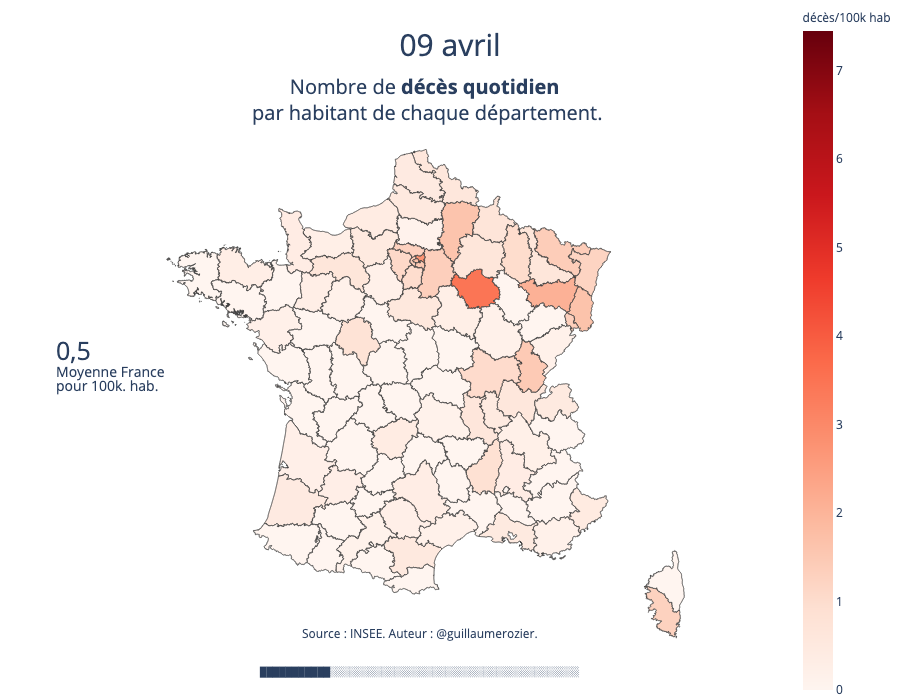 décès/100k hab
09 avril
Nombre de décès quotidien
par habitant de chaque département.
7
6
5
4
3
2
1
0
0,5
Moyenne France
pour 100k. hab.
Source : INSEE. Auteur : @guillaumerozier.